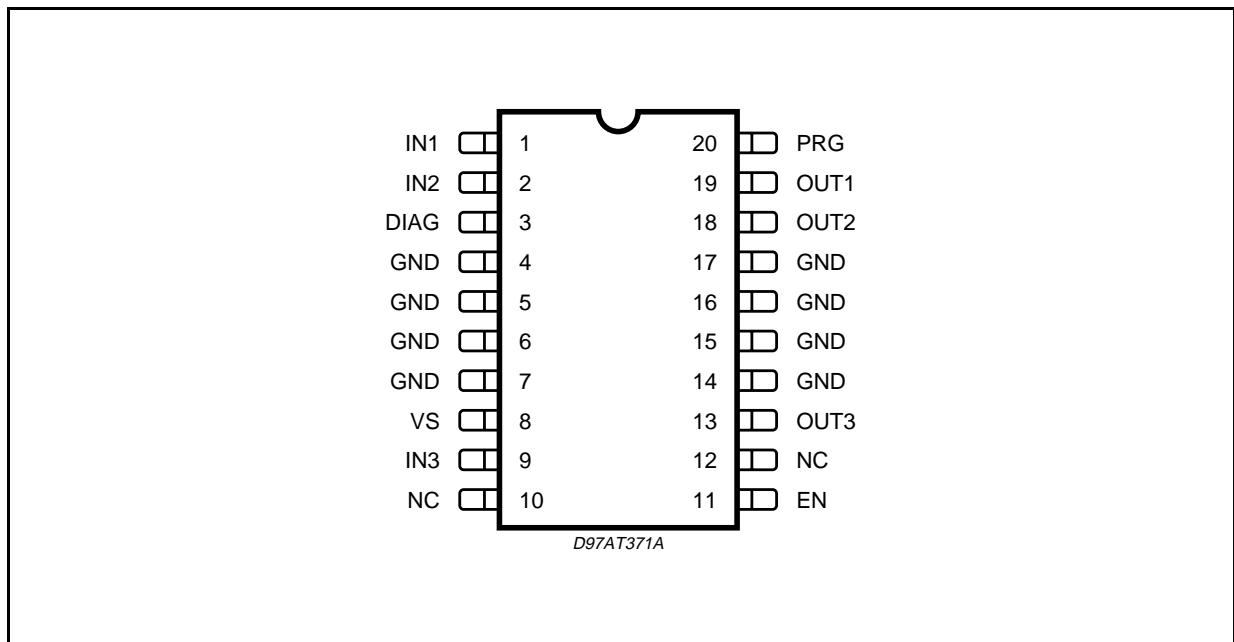 IN1 1 20 PRG
IN2 2 19 OUT1
DIAG 3 18 OUT2
GND 4 17 GND
GND 5 16 GND
GND 6 15 GND
GND 7 14 GND
VS 8 13 OUT3
IN3 9 12 NC
NC 10 11 EN
D97AT371A